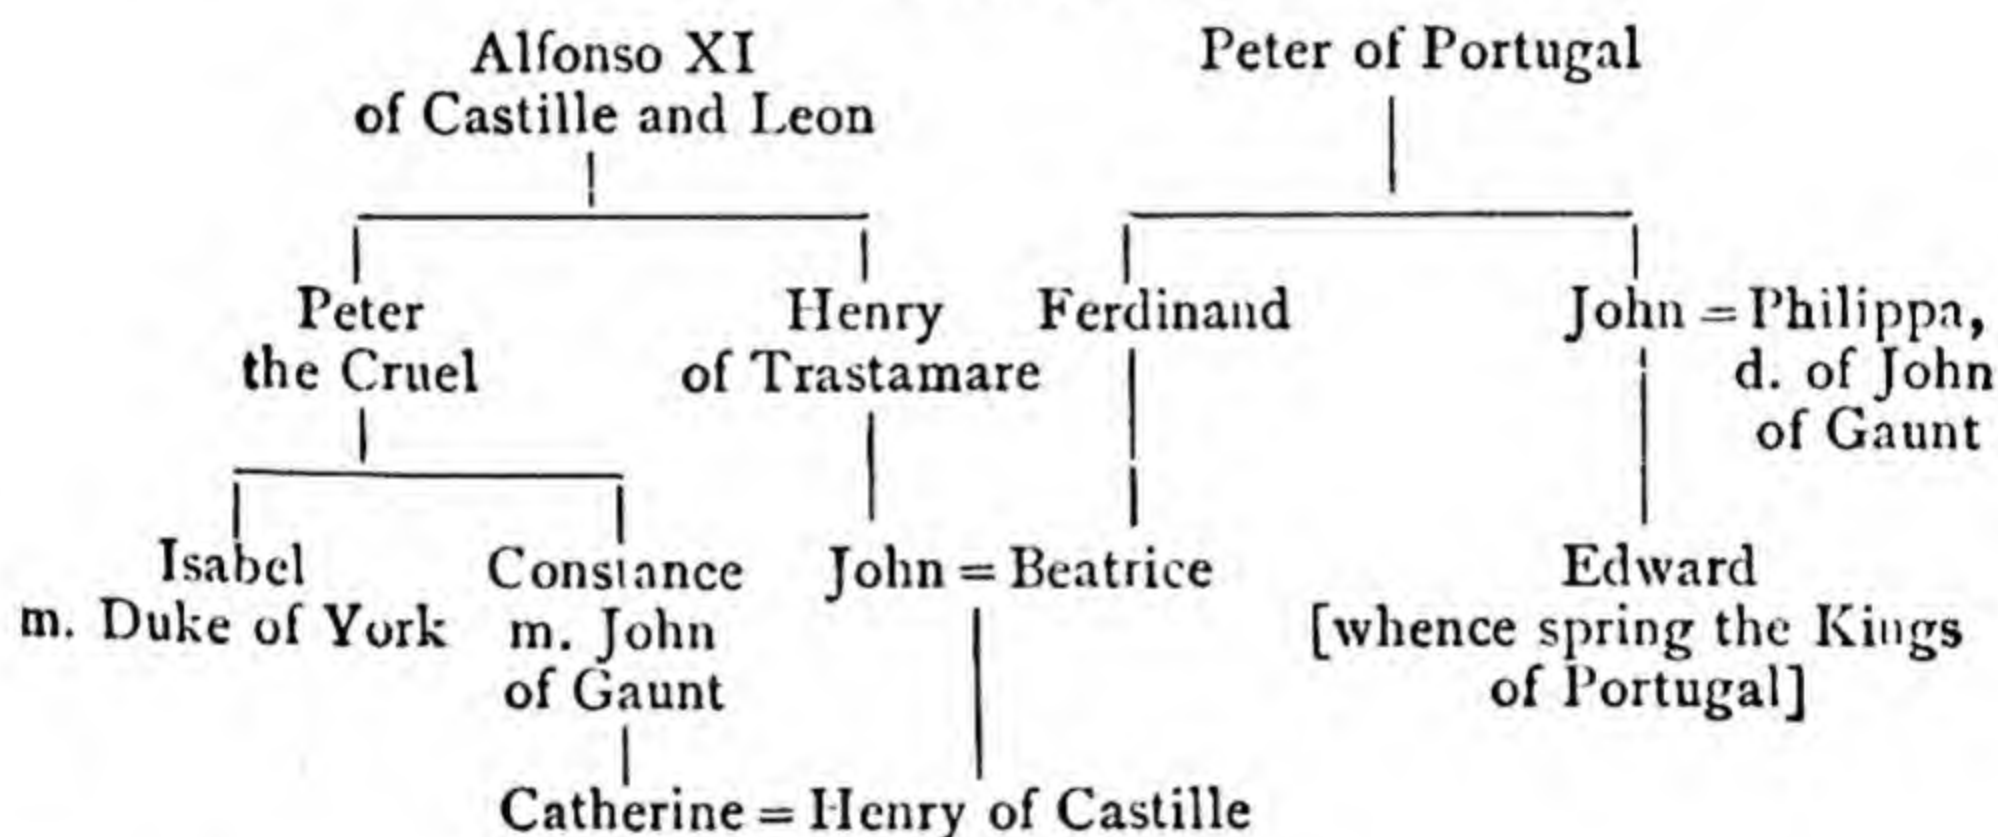 Alfonso XI
of Castille and Leon
Peter of Portugal
Peter
the Cruel
Henry
of Trastamare
Ferdinand
John = Philippa,
d. of John
of Gaunt
Isabel
m. Duke of York
Constance
m. John
of Gaunt
John = Beatrice
Edward
[whence spring the Kings
of Portugal]
Catherine = Henry of Castille